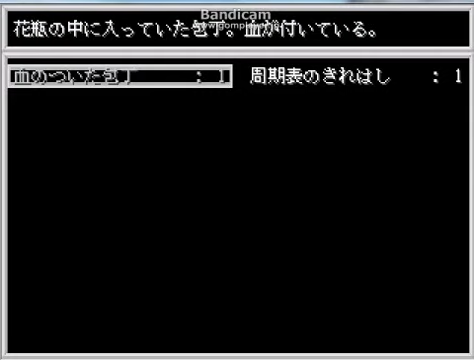 Bandicam
花瓶の中に入っていた包丁。血が付いている。
血のついた包丁 : 1 周期表のきれはし : 1